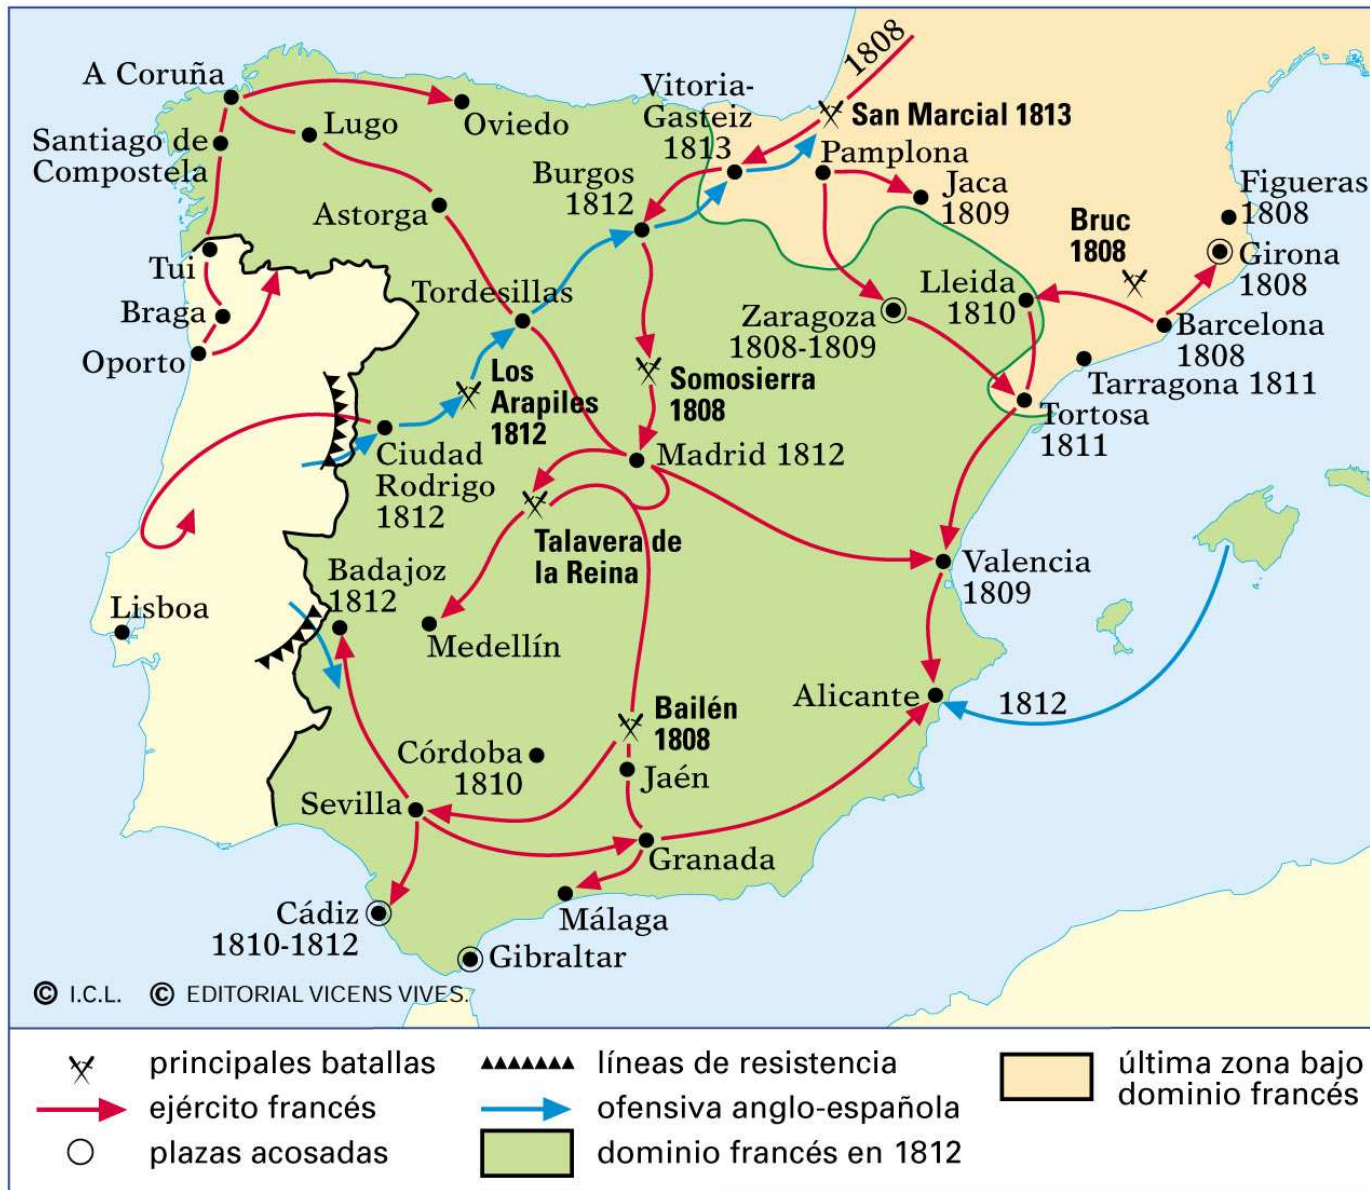 1808
A Coruña
Vitoria-
Gasteiz
1813
San Marcial 1813
Lugo
Oviedo
Santiago de
Compostela
Pamplona
Burgos
1812
Jaca
1809
Figueras
1808
Astorga
Bruc
1808
Girona
1808
Tui
Tordesillas
Lleida
1810
Braga
Zaragoza
1808-1809
Barcelona
1808
Oporto
Los
Arapiles
1812
Somosierra
1808
Tarragona 1811
Tortosa
1811
Ciudad
Rodrigo
1812
Madrid 1812
Talavera de
la Reina
Badajoz
1812
Valencia
1809
Lisboa
Medellín
Alicante
1812
Bailén
1808
Córdoba
1810
Jaén
Sevilla
Granada
Cádiz
1810-1812
Málaga
Gibraltar
© I.C.L. © EDITORIAL VICENS VIVES.
principales batallas
líneas de resistencia
última zona bajo
dominio francés
ejército francés
ofensiva anglo-española
plazas acosadas
dominio francés en 1812